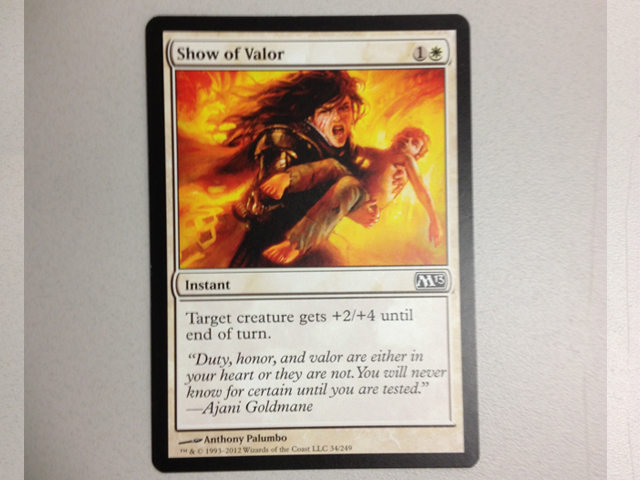 Show of Valor 1
Instant M13
Target creature gets +2/+4 until
end of turn.
“Duty, honor, and valor are either in
your heart or they are not. You will never
know for certain until you are tested.”
—Ajani Goldmane
Anthony Palumbo
™ & © 1993–2012 Wizards of the Coast LLC 34/249